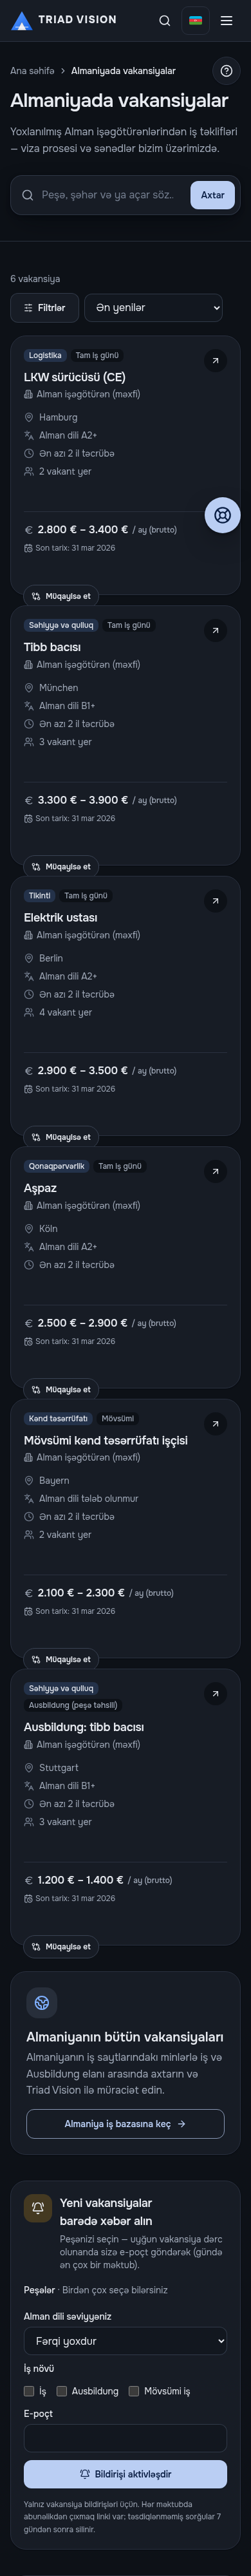 TRIAD VISION
Ana səhifə > Almaniyada vakansiyalar
Almaniyada vakansiyalar
Yoxlanılmış Alman işəgötürənlərindən iş təklifləri
— viza prosesi və sənədlər bizim üzərimizdə.
Peşə, şəhər və ya açar söz..
Axtar
6 vakansiya
Filtrlər
Ən yenilər
Logistika Tam iş günü
LKW sürücüsü (CE)
Alman işəgötürən (məxfi)
Hamburg
Alman dili A2+
Ən azı 2 il təcrübə
2 vakant yer
€ 2.800 € – 3.400 € / ay (brutto)
Son tarix: 31 mar 2026
Müqayisə et
Səhiyyə və qulluq Tam iş günü
Tibb bacısı
Alman işəgötürən (məxfi)
München
Alman dili B1+
Ən azı 2 il təcrübə
3 vakant yer
€ 3.300 € – 3.900 € / ay (brutto)
Son tarix: 31 mar 2026
Müqayisə et
Tikinti Tam iş günü
Elektrik ustası
Alman işəgötürən (məxfi)
Berlin
Alman dili A2+
Ən azı 2 il təcrübə
4 vakant yer
€ 2.900 € – 3.500 € / ay (brutto)
Son tarix: 31 mar 2026
Müqayisə et
Qonaqpərvərlik Tam iş günü
Aşpaz
Alman işəgötürən (məxfi)
Köln
Alman dili A2+
Ən azı 2 il təcrübə
€ 2.500 € – 2.900 € / ay (brutto)
Son tarix: 31 mar 2026
Müqayisə et
Kənd təsərrüfatı Mövsümi
Mövsümi kənd təsərrüfatı işçisi
Alman işəgötürən (məxfi)
Bayern
Alman dili tələb olunmur
Ən azı 2 il təcrübə
2 vakant yer
€ 2.100 € – 2.300 € / ay (brutto)
Son tarix: 31 mar 2026
Müqayisə et
Səhiyyə və qulluq
Ausbildung (peşə təhsili)
Ausbildung: tibb bacısı
Alman işəgötürən (məxfi)
Stuttgart
Alman dili B1+
Ən azı 2 il təcrübə
3 vakant yer
€ 1.200 € – 1.400 € / ay (brutto)
Son tarix: 31 mar 2026
Müqayisə et
Almaniyanın bütün vakansiyaları
Almaniyanın iş saytlarındakı minlərlə iş və
Ausbildung elanı arasında axtarın və
Triad Vision ilə müraciət edin.
Almaniya iş bazasına keç →
Yeni vakansiyalar
barədə xəbər alın
Peşənizi seçin — uyğun vakansiya dərc
olunanda sizə e-poçt göndərək (gündə
ən çox bir məktub).
Peşələr · Birdən çox seçə bilərsiniz
Alman dili səviyyəniz
Fərqi yoxdur
İş növü
İş Ausbildung Mövsümi iş
E-poçt
Bildirişi aktivləşdir
Yalnız vakansiya bildirişləri üçün. Hər məktubda
abunəlikdən çıxmaq linki var; təsdiqlənməmiş sorğular 7
gündən sonra silinir.